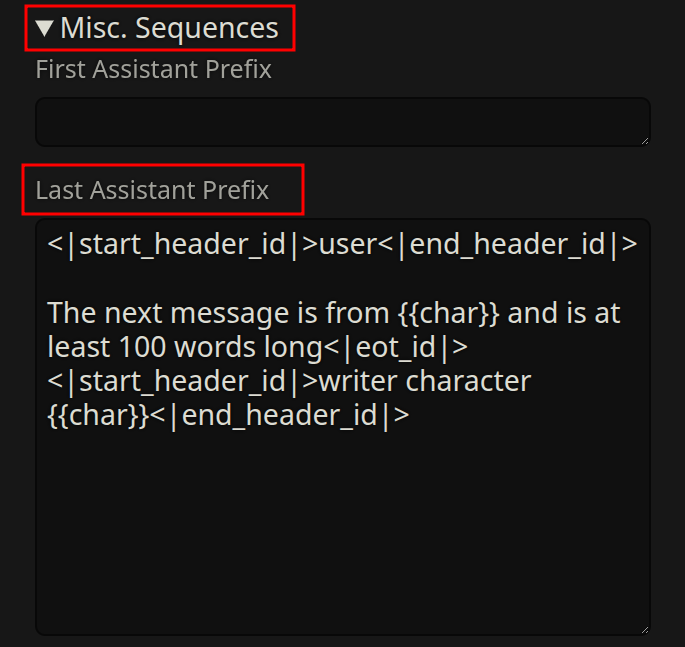 ▼ Misc. Sequences
First Assistant Prefix
Last Assistant Prefix
<|start_header_id|>user<|end_header_id|>
The next message is from {{char}} and is at
least 100 words long<|eot_id|>
<|start_header_id|>writer character
{{char}}<|end_header_id|>